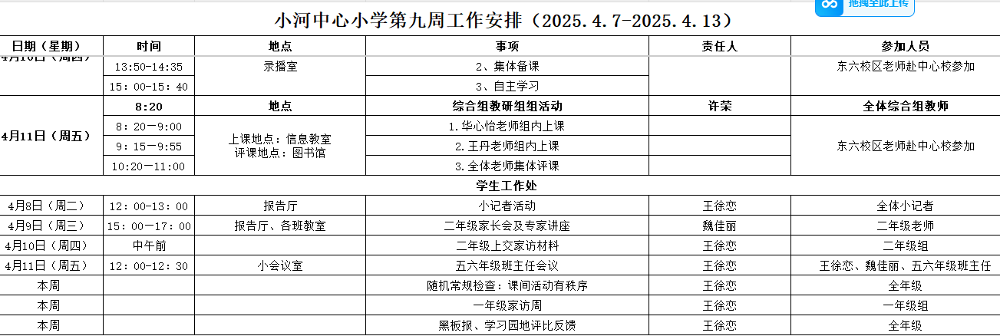 拖拽至此上传
小河中心小学第九周工作安排（2025.4.7-2025.4.13）
日期（星期） 时间 地点 事项 责任人 参加人员
4月10日（周四） 13:50-14:35 录播室 2、集体备课 东六校区老师赴中心校参加
15：00-15：40 3、自主学习
4月11日（周五） 8:20 地点 综合组教研组组活动 许荣 全体综合组教师
8：20—9:00 上课地点：信息教室 1.华心怡老师组内上课
9：15—9:55 评课地点：图书馆 2.王丹老师组内上课 东六校区老师赴中心校参加
10:20—11:00 3.全体老师集体评课
学生工作处
4月8日（周二） 12：00-13：00 报告厅 小记者活动 王徐恋 全体小记者
4月9日（周三） 15：00—17：00 报告厅、各班教室 二年级家长会及专家讲座 魏佳丽 二年级老师
4月10日（周四） 中午前 二年级上交家访材料 王徐恋 二年级组
4月11日（周五） 12：00-12：30 小会议室 五六年级班主任会议 王徐恋 王徐恋、魏佳丽、五六年级班主任
本周 随机常规检查：课间活动有秩序 王徐恋 全年级
本周 一年级家访周 王徐恋 一年级组
本周 黑板报、学习园地评比反馈 王徐恋 全年级